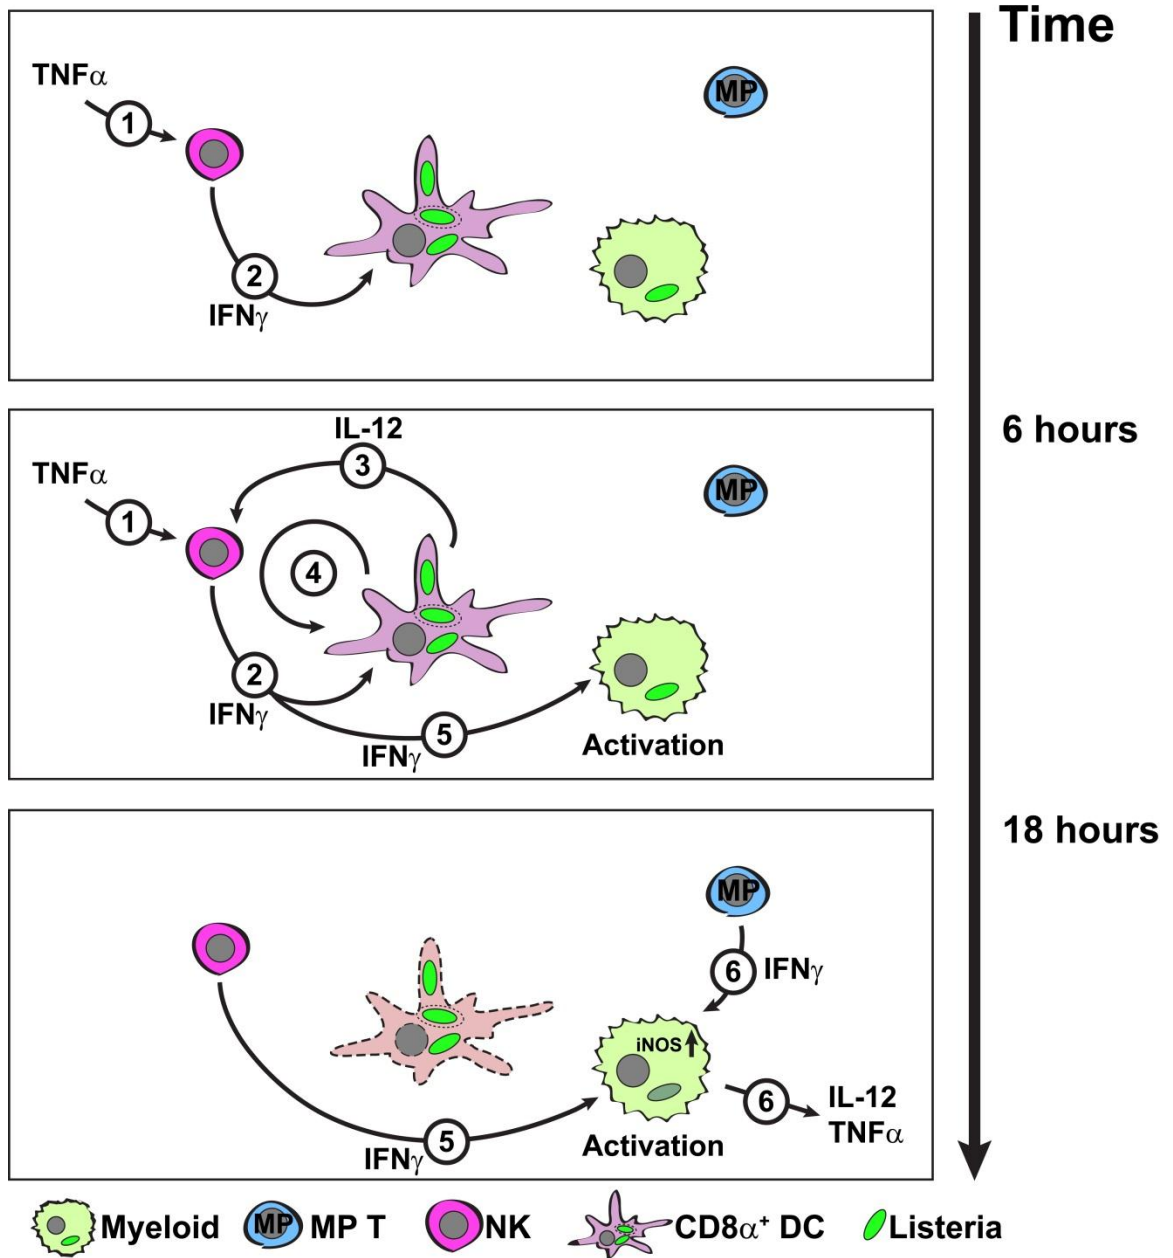 Time
TNFα
1
MP
2
IFNγ
6 hours
IL-12
3
TNFα
1
MP
4
2
IFNγ
5
IFNγ
Activation
18 hours
MP
6 IFNγ
iNOS
6 IL-12
TNFα
5
IFNγ
Activation
Myeloid MP MP T NK CD8α⁺ DC Listeria